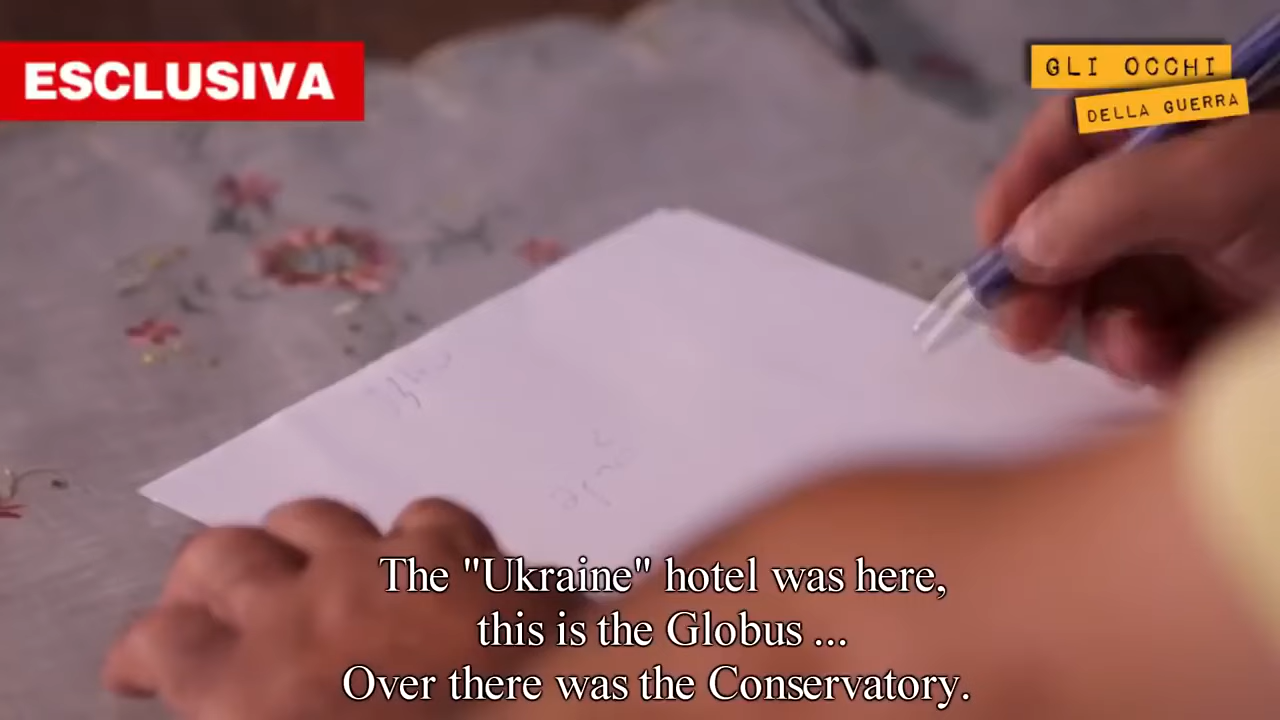 ESCLUSIVA
GLI OCCHI
DELLA GUERRA
The "Ukraine" hotel was here,
this is the Globus ...
Over there was the Conservatory.